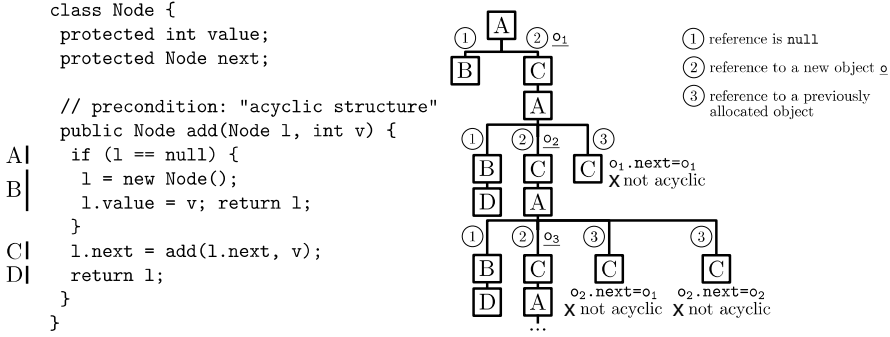 class Node {
protected int value;
protected Node next;
// precondition: "acyclic structure"
public Node add(Node l, int v) {
A if (l == null) {
B l = new Node();
l.value = v; return l;
}
C l.next = add(l.next, v);
D return l;
}
}
A
1 2 o1
B C
A
1 2 o2 3
B C C o1.next=o1
X not acyclic
D A
1 2 o3 3 3
B C C C
o2.next=o1 o2.next=o2
D A X not acyclic X not acyclic
...
1 reference is null
2 reference to a new object o
3 reference to a previously
allocated object